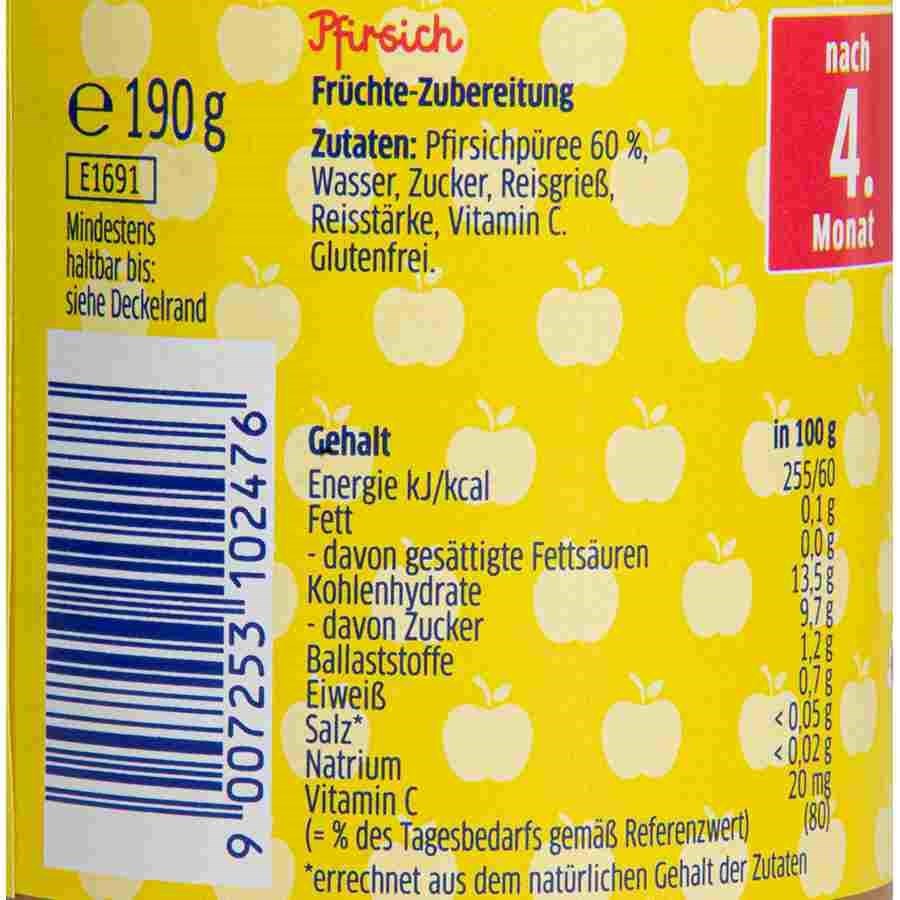 Pfirsich
Früchte-Zubereitung
Zutaten: Pfirsichpüree 60 %,
Wasser, Zucker, Reisgrieß,
Reisstärke, Vitamin C.
Glutenfrei.
nach
4.
Monat
e 190 g
E1691
Mindestens
haltbar bis:
siehe Deckelrand
9 007253 102476
Gehalt in 100 g
Energie kJ/kcal 255/60
Fett 0,1 g
- davon gesättigte Fettsäuren 0,0 g
Kohlenhydrate 13,5 g
- davon Zucker 9,7 g
Ballaststoffe 1,2 g
Eiweiß 0,7 g
Salz* < 0,05 g
Natrium < 0,02 g
Vitamin C 20 mg
(= % des Tagesbedarfs gemäß Referenzwert) (80)
*errechnet aus dem natürlichen Gehalt der Zutaten